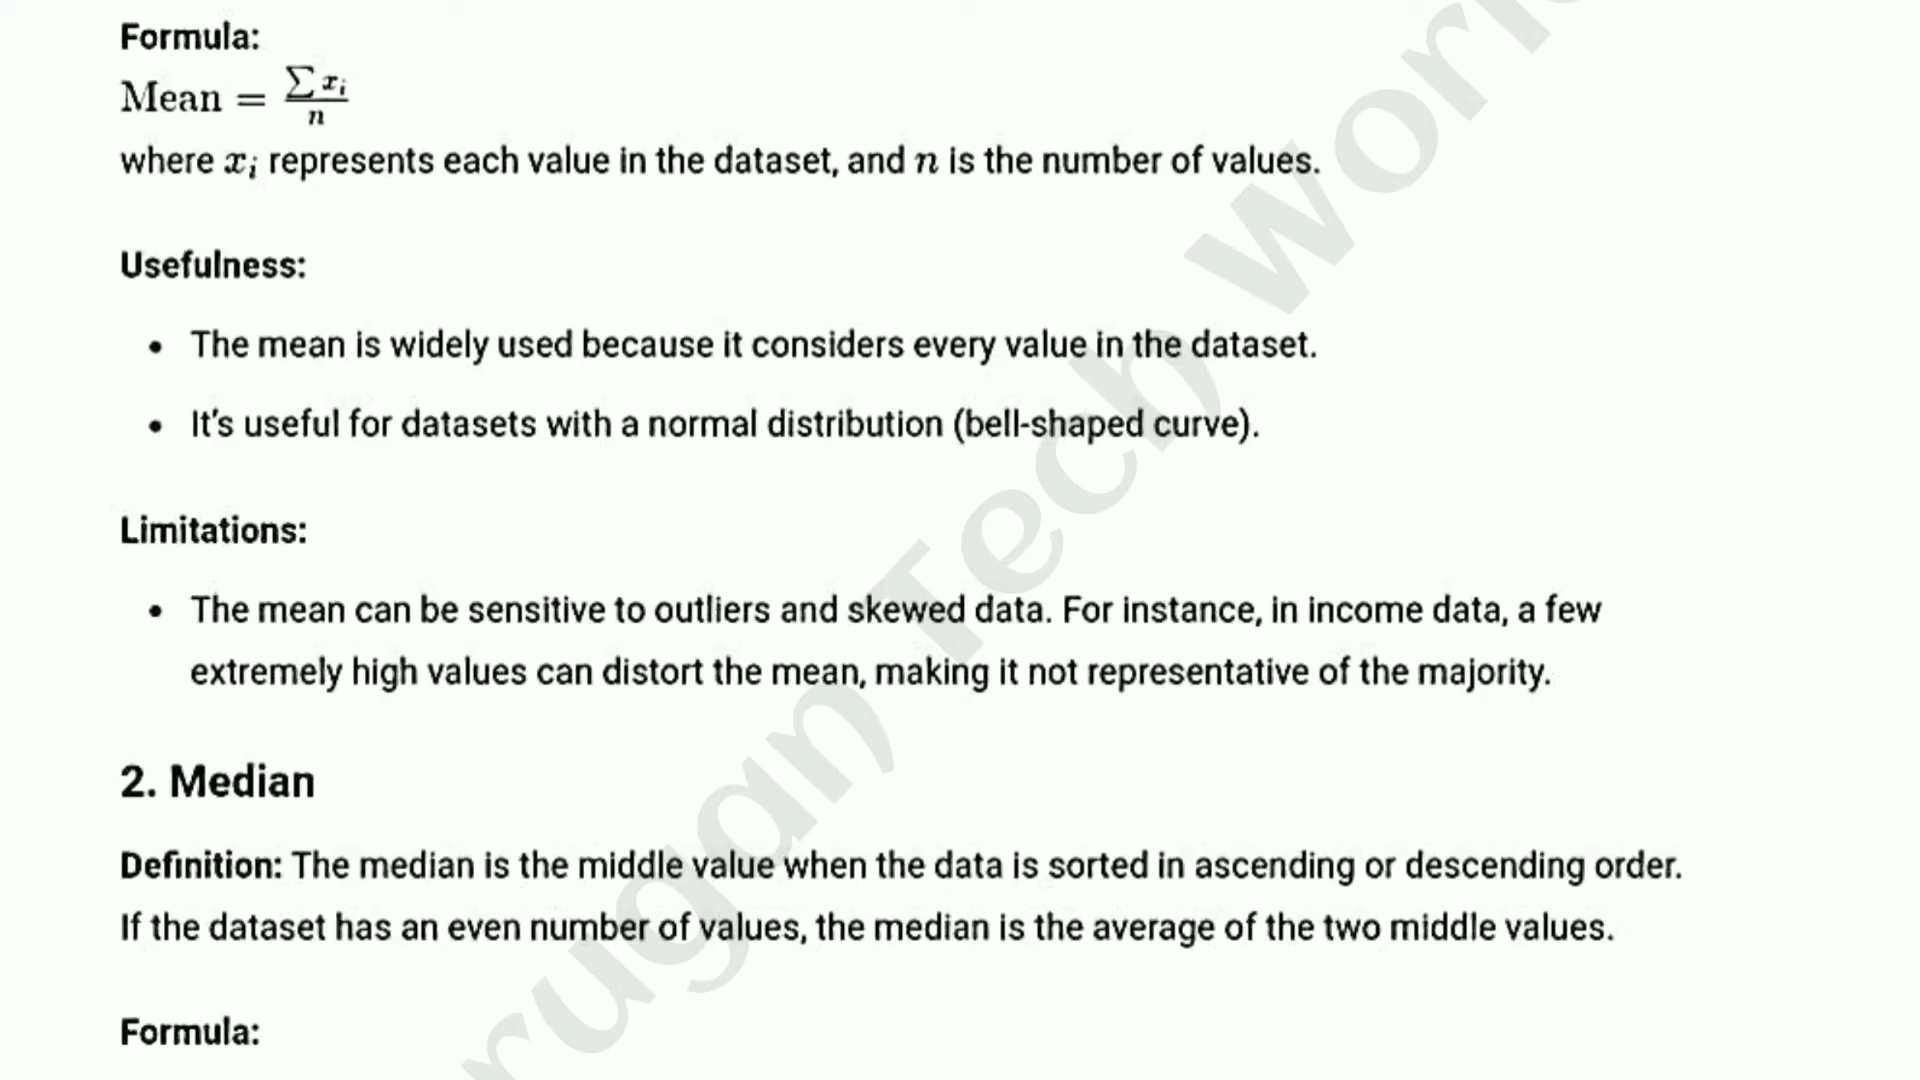 Formula:
Mean = ∑ xᵢ / n
where xᵢ represents each value in the dataset, and n is the number of values.
Usefulness:
• The mean is widely used because it considers every value in the dataset.
• It's useful for datasets with a normal distribution (bell-shaped curve).
Limitations:
• The mean can be sensitive to outliers and skewed data. For instance, in income data, a few
extremely high values can distort the mean, making it not representative of the majority.
2. Median
Definition: The median is the middle value when the data is sorted in ascending or descending order.
If the dataset has an even number of values, the median is the average of the two middle values.
Formula:
Tech